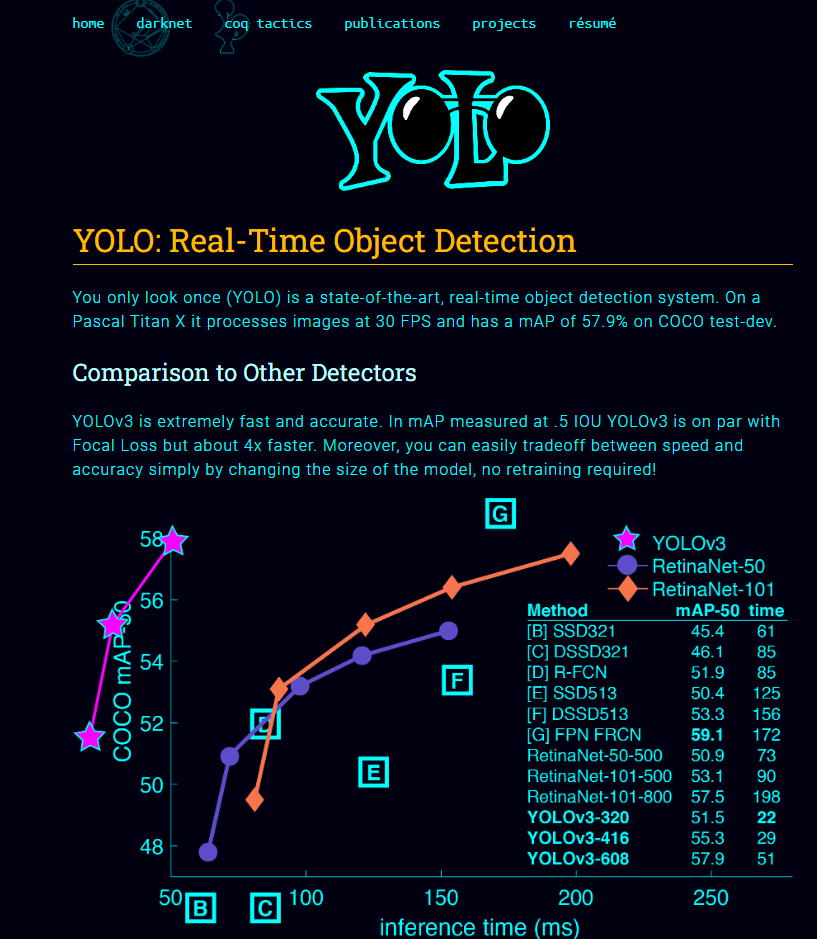 home darknet coq tactics publications projects résumé
YOLO
YOLO: Real-Time Object Detection
You only look once (YOLO) is a state-of-the-art, real-time object detection system. On a
Pascal Titan X it processes images at 30 FPS and has a mAP of 57.9% on COCO test-dev.
Comparison to Other Detectors
YOLOv3 is extremely fast and accurate. In mAP measured at .5 IOU YOLOv3 is on par with
Focal Loss but about 4x faster. Moreover, you can easily tradeoff between speed and
accuracy simply by changing the size of the model, no retraining required!
G
58
56
54
52
50
48
COCO mAP-50
D
F
E
YOLOv3
RetinaNet-50
RetinaNet-101
Method mAP-50 time
[B] SSD321 45.4 61
[C] DSSD321 46.1 85
[D] R-FCN 51.9 85
[E] SSD513 50.4 125
[F] DSSD513 53.3 156
[G] FPN FRCN 59.1 172
RetinaNet-50-500 50.9 73
RetinaNet-101-500 53.1 90
RetinaNet-101-800 57.5 198
YOLOv3-320 51.5 22
YOLOv3-416 55.3 29
YOLOv3-608 57.9 51
50 100 150 200 250
B C
inference time (ms)